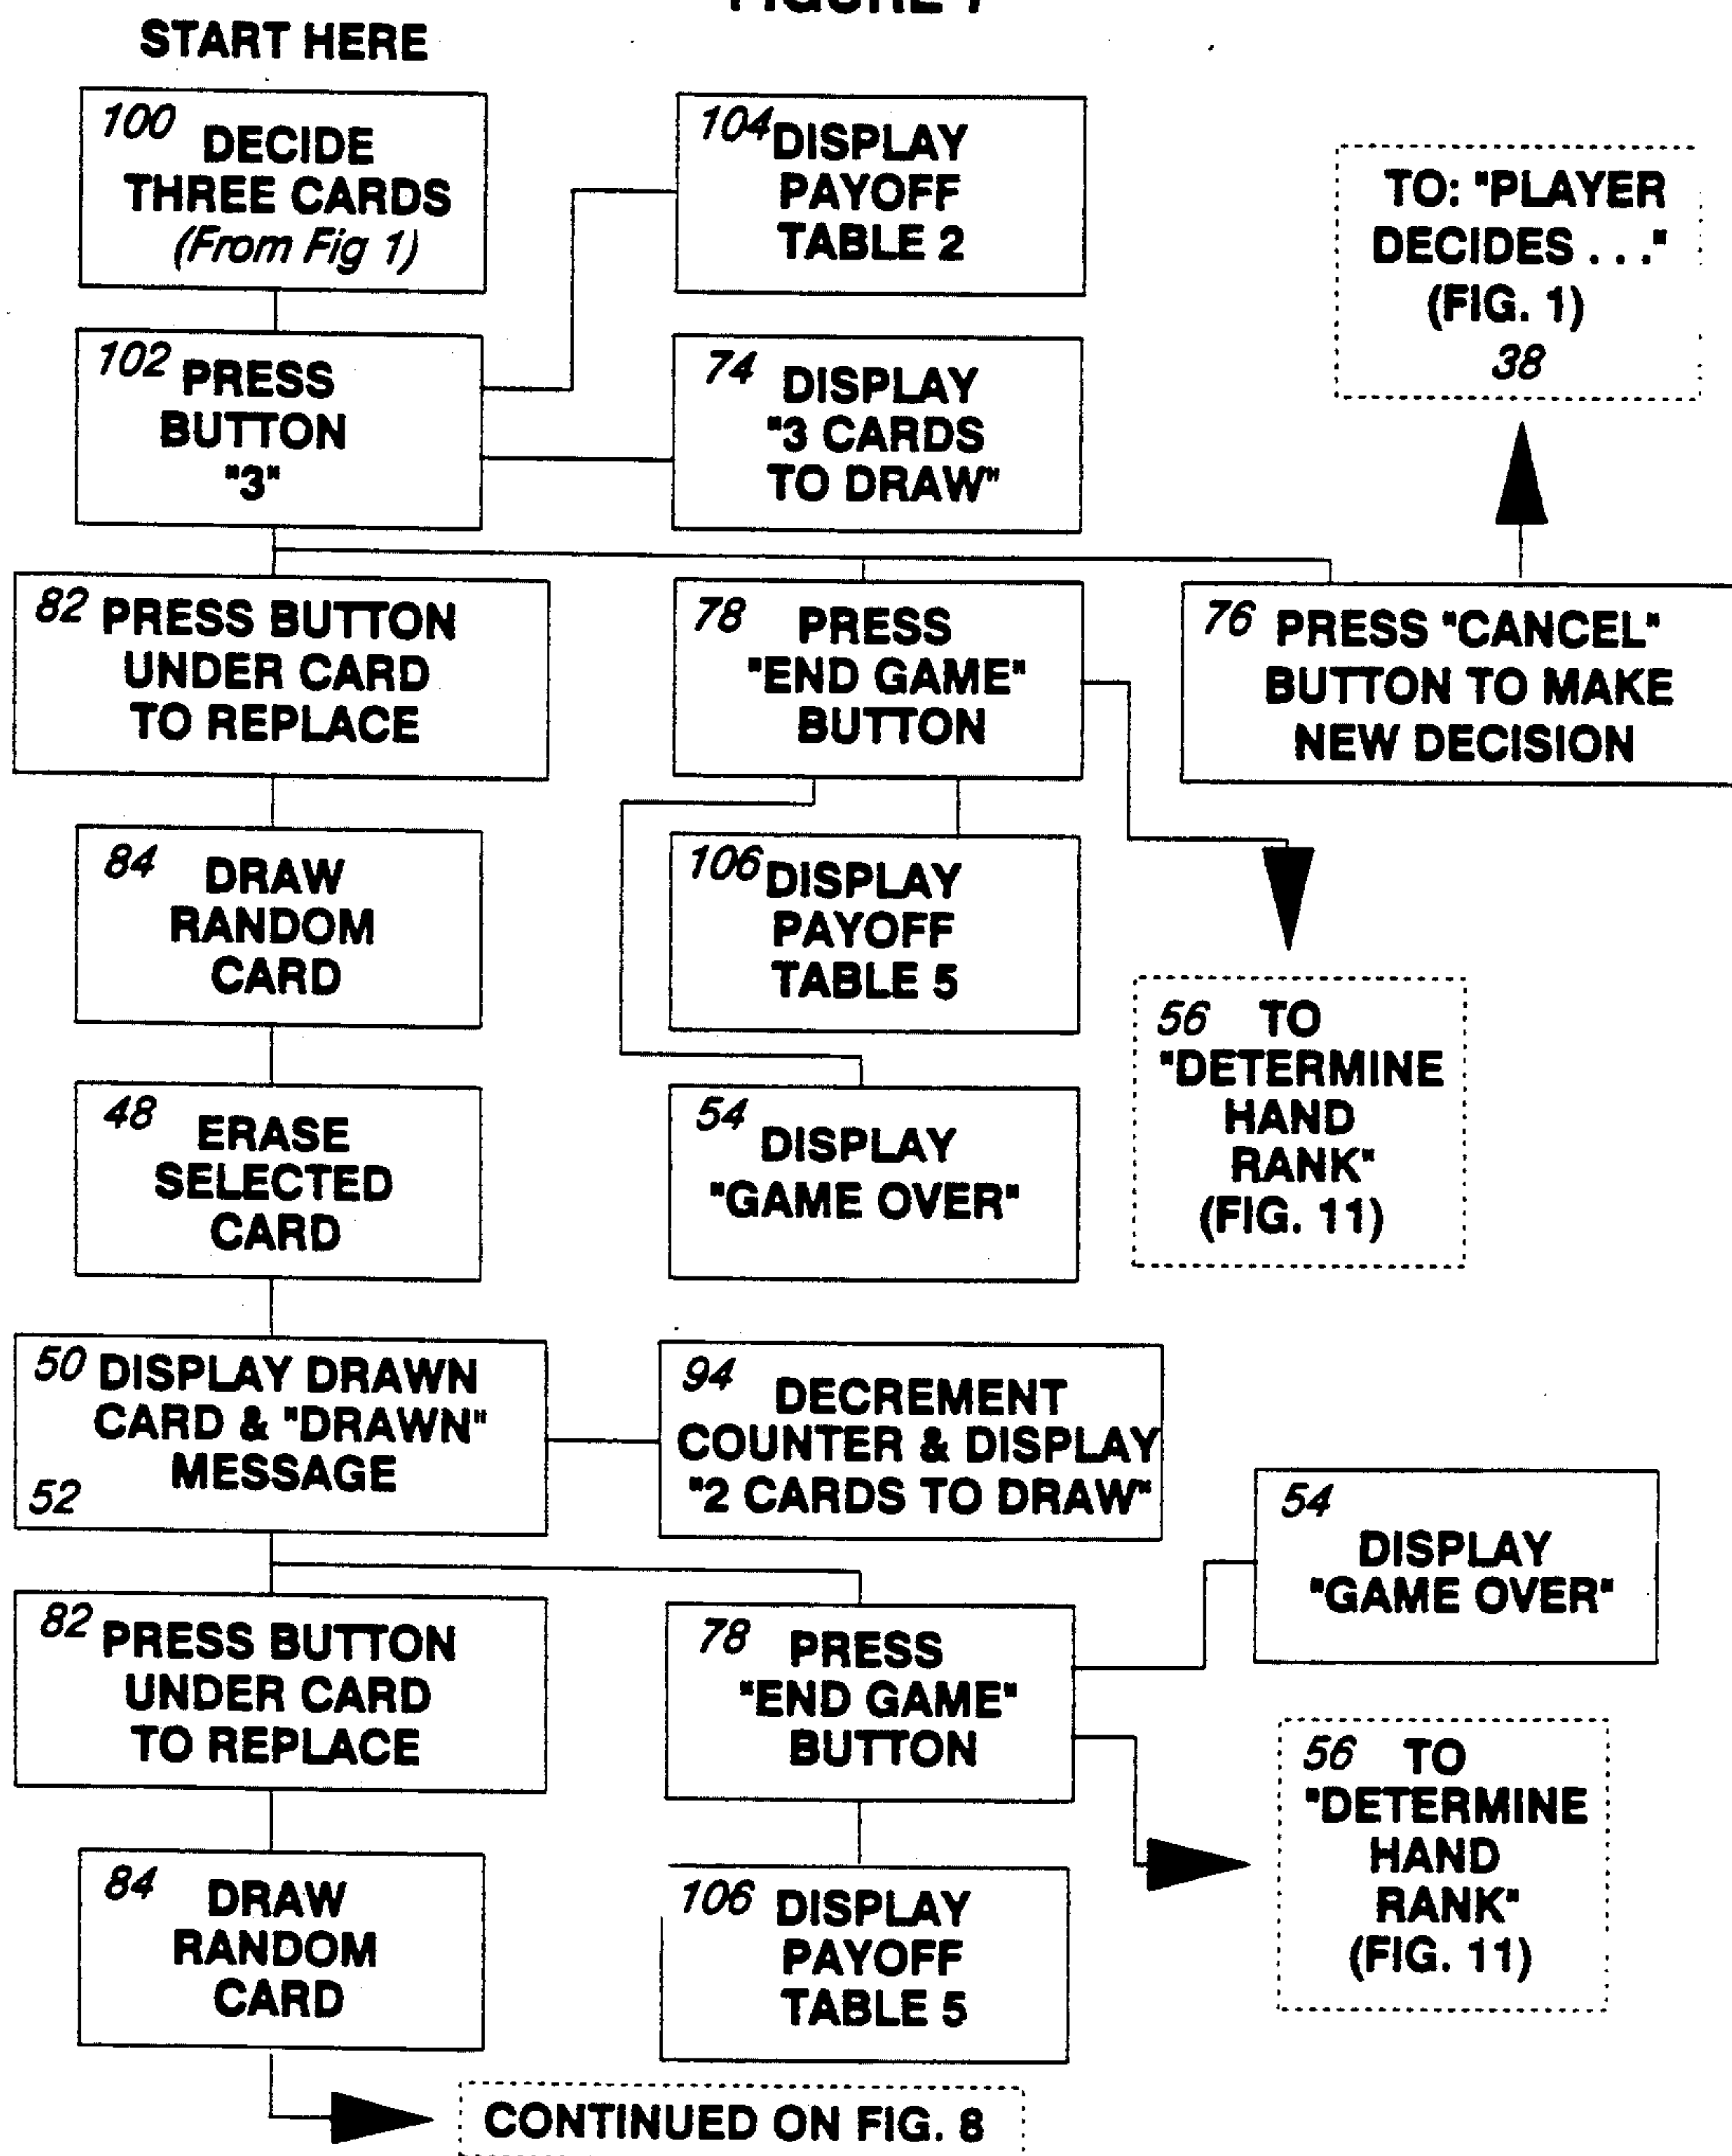 START HERE
100 DECIDE
THREE CARDS
(From Fig 1)
104 DISPLAY
PAYOFF
TABLE 2
TO: "PLAYER
DECIDES . . ."
(FIG. 1)
38
102 PRESS
BUTTON
"3"
74 DISPLAY
"3 CARDS
TO DRAW"
82 PRESS BUTTON
UNDER CARD
TO REPLACE
78 PRESS
"END GAME"
BUTTON
76 PRESS "CANCEL"
BUTTON TO MAKE
NEW DECISION
84 DRAW
RANDOM
CARD
106 DISPLAY
PAYOFF
TABLE 5
56 TO
"DETERMINE
HAND
RANK"
(FIG. 11)
48 ERASE
SELECTED
CARD
54 DISPLAY
"GAME OVER"
50 DISPLAY DRAWN
CARD & "DRAWN"
MESSAGE
52
94 DECREMENT
COUNTER & DISPLAY
"2 CARDS TO DRAW"
54
DISPLAY
"GAME OVER"
82 PRESS BUTTON
UNDER CARD
TO REPLACE
78 PRESS
"END GAME"
BUTTON
56 TO
"DETERMINE
HAND
RANK"
(FIG. 11)
84 DRAW
RANDOM
CARD
106 DISPLAY
PAYOFF
TABLE 5
CONTINUED ON FIG. 8